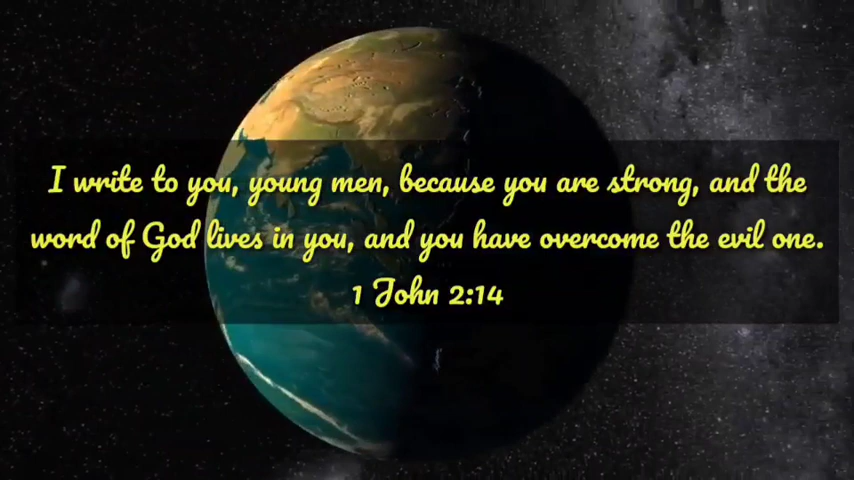 I write to you, young men, because you are strong, and the
word of God lives in you, and you have overcome the evil one.
1 John 2:14